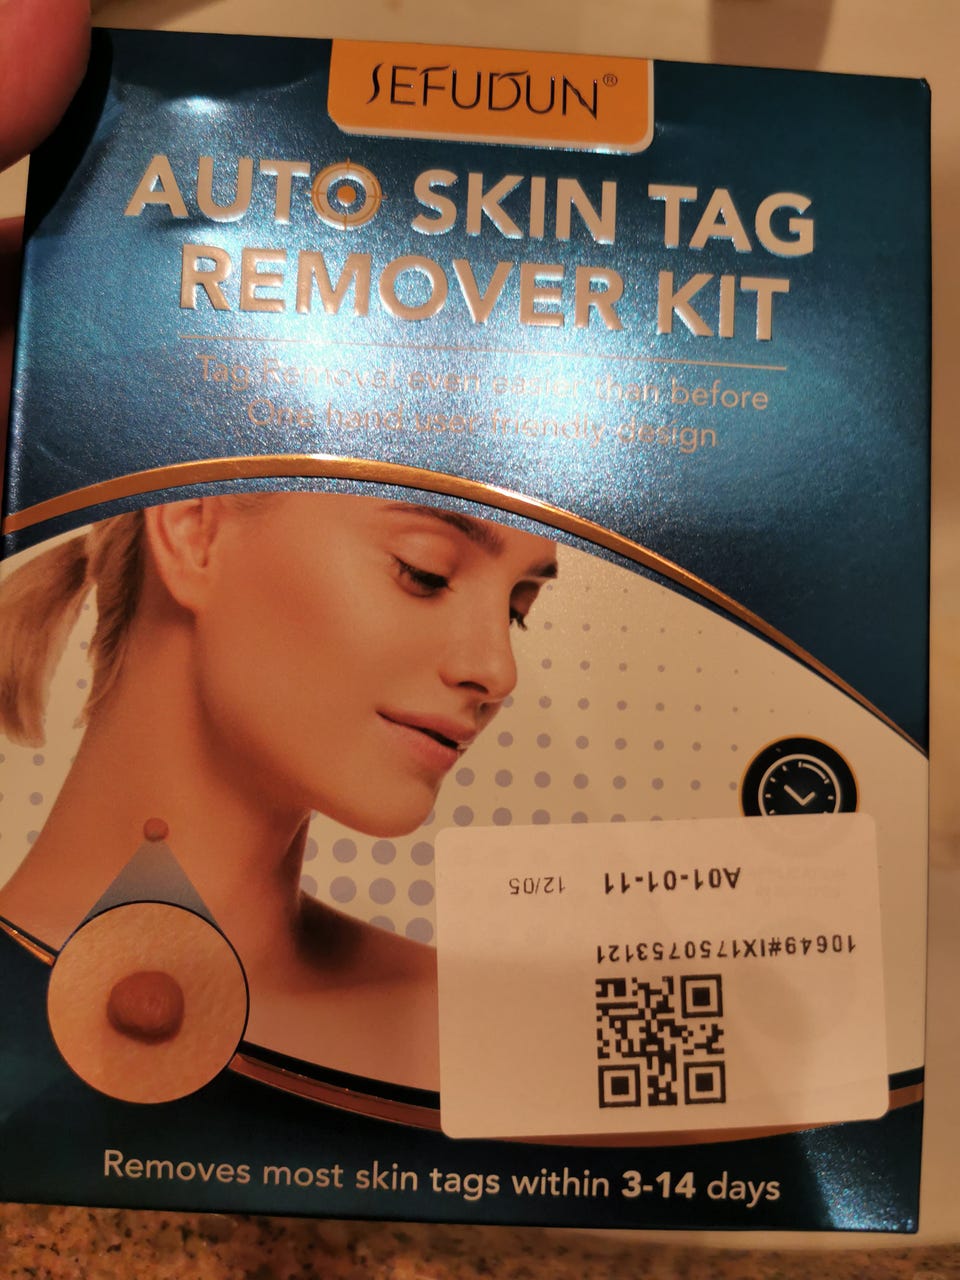 SEFUDUN®
AUTO SKIN TAG
REMOVER KIT
Tag Removal even easier than before
One hand user friendly design
A01-01-11 12/05
10649#IX1750753121
Removes most skin tags within 3-14 days